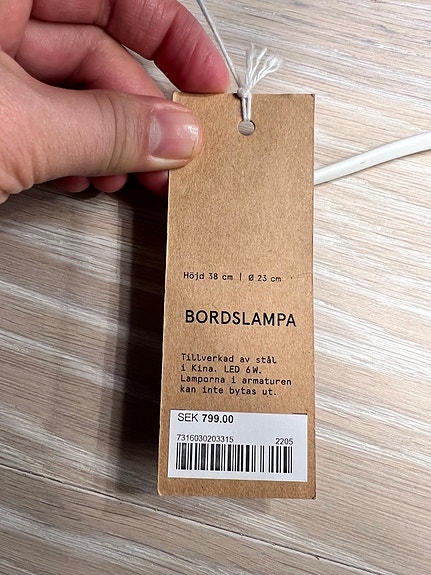 Höjd 38 cm | Ø 23 cm
BORDSLAMPA
Tillverkad av stål
i Kina. LED 6W.
Lamporna i armaturen
kan inte bytas ut.
SEK 799.00
7316030203315 2205